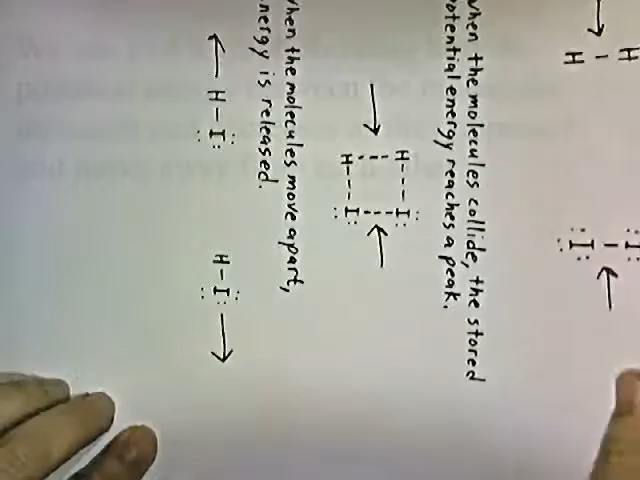 H H
I I
when the molecules collide, the stored
potential energy reaches a peak.
H---I
H---I
when the molecules move apart,
energy is released.
H-I H-I